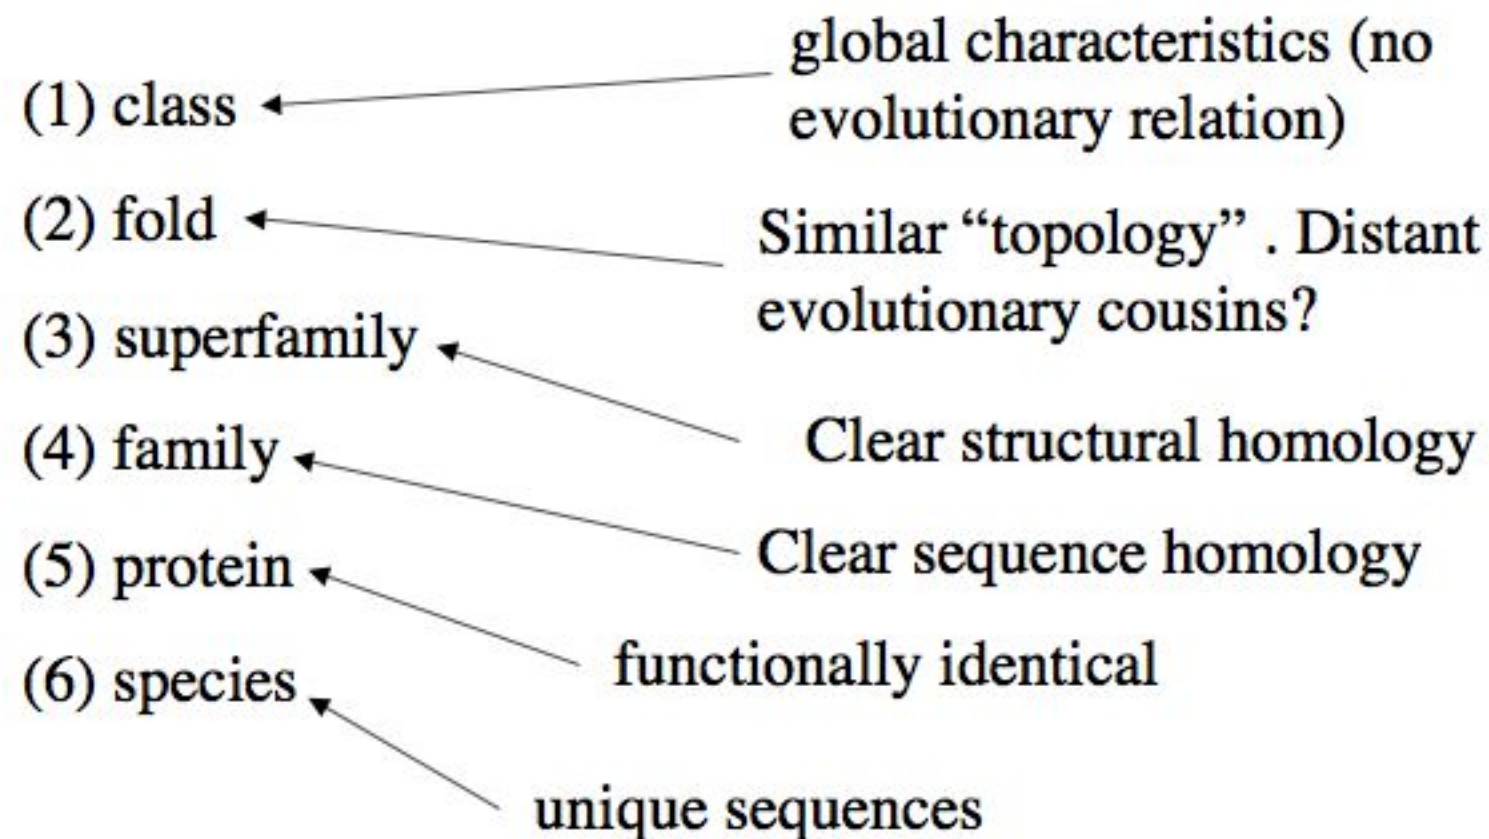 global characteristics (no
(1) class
evolutionary relation)
(2) fold
Similar “topology” . Distant
evolutionary cousins?
(3) superfamily
Clear structural homology
(4) family
Clear sequence homology
(5) protein
functionally identical
(6) species
unique sequences